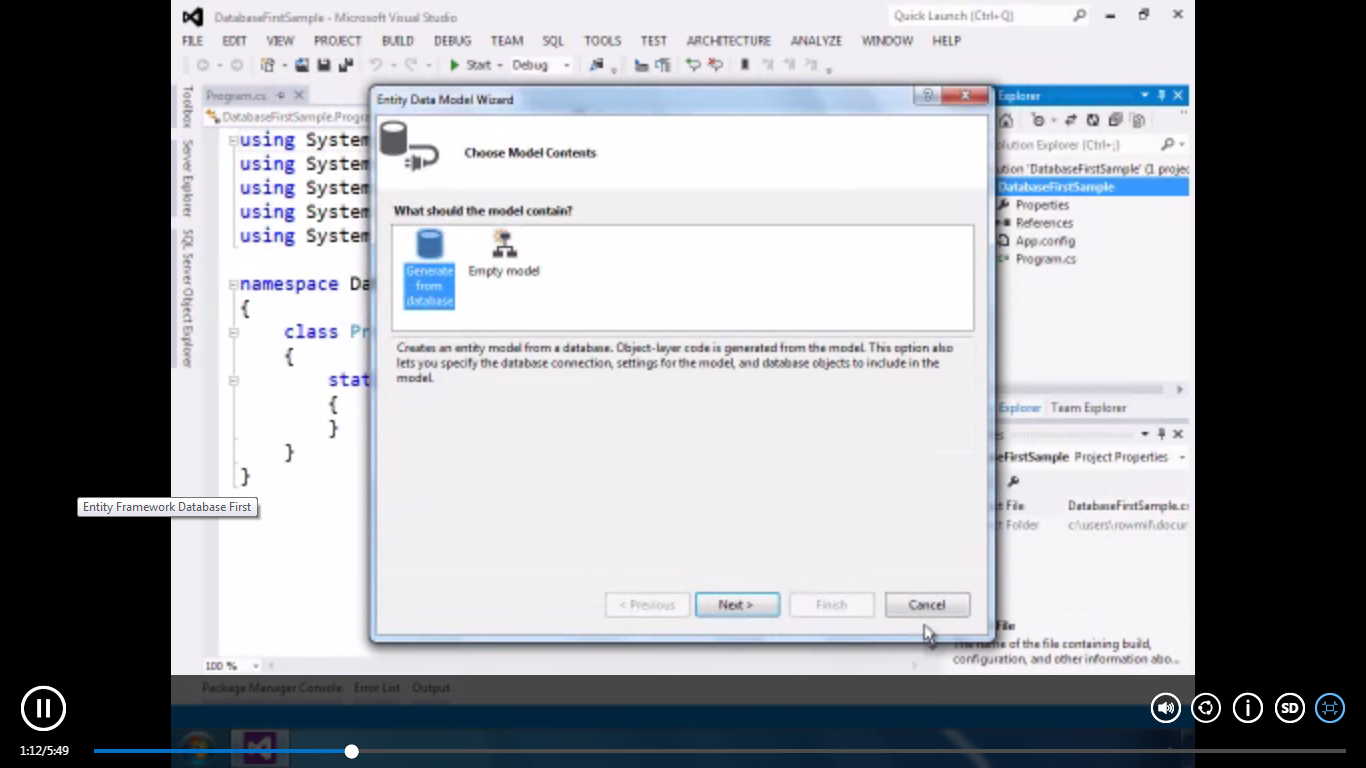 DatabaseFirstSample - Microsoft Visual Studio
Quick Launch (Ctrl+Q)
FILE EDIT VIEW PROJECT BUILD DEBUG TEAM SQL TOOLS TEST ARCHITECTURE ANALYZE WINDOW HELP
Start Debug
Toolbox
Server Explorer
SQL Server Object Explorer
Program.cs
DatabaseFirstSample.Progra
using System
using System
using System
using System
using System
namespace Da
{
class Pr
{
stat
{
}
}
}
100 %
Entity Data Model Wizard
Choose Model Contents
What should the model contain?
Generate
from
database
Empty model
Creates an entity model from a database. Object-layer code is generated from the model. This option also
lets you specify the database connection, settings for the model, and database objects to include in the
model.
< Previous Next > Finish Cancel
Explorer
olution Explorer (Ctrl+;)
ution 'DatabaseFirstSample' (1 projec
DatabaseFirstSample
Properties
References
App.config
Program.cs
Explorer Team Explorer
eFirstSample Project Properties
t File DatabaseFirstSample.cs
t Folder c:\users\rowmil\docur
File
The name of the file containing build,
configuration, and other information abo...
Package Manager Console Error List Output
Entity Framework Database First
1:12/5:49
SD